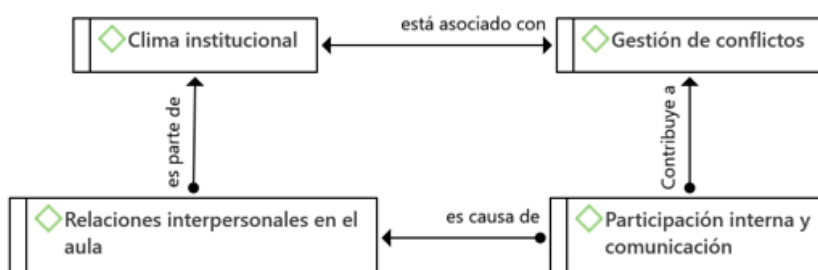 Clima institucional
está asociado con
Gestión de conflictos
es parte de
Contribuye a
Relaciones interpersonales en el
aula
es causa de
Participación interna y
comunicación